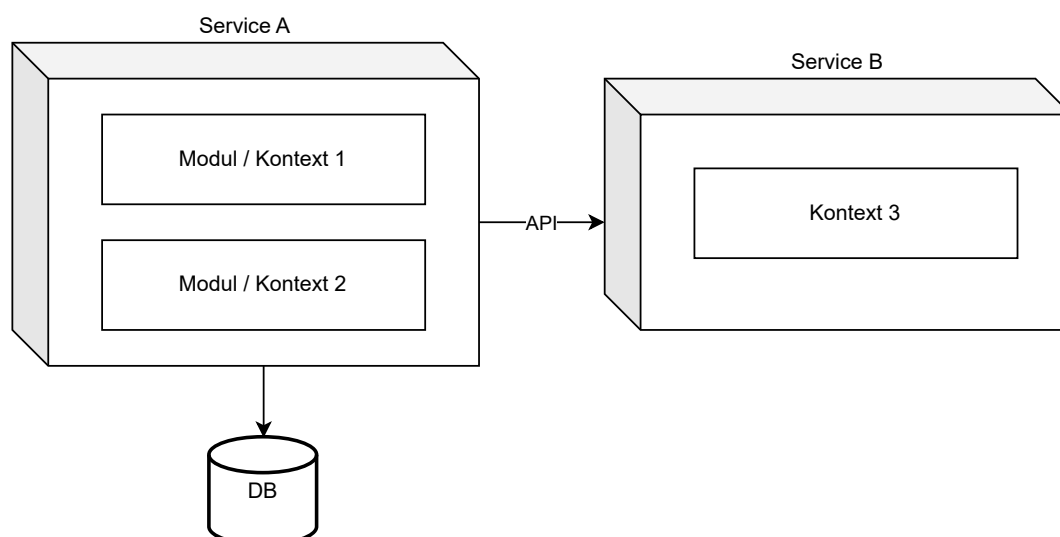 Service A
Service B
Modul / Kontext 1
Modul / Kontext 2
API
Kontext 3
DB